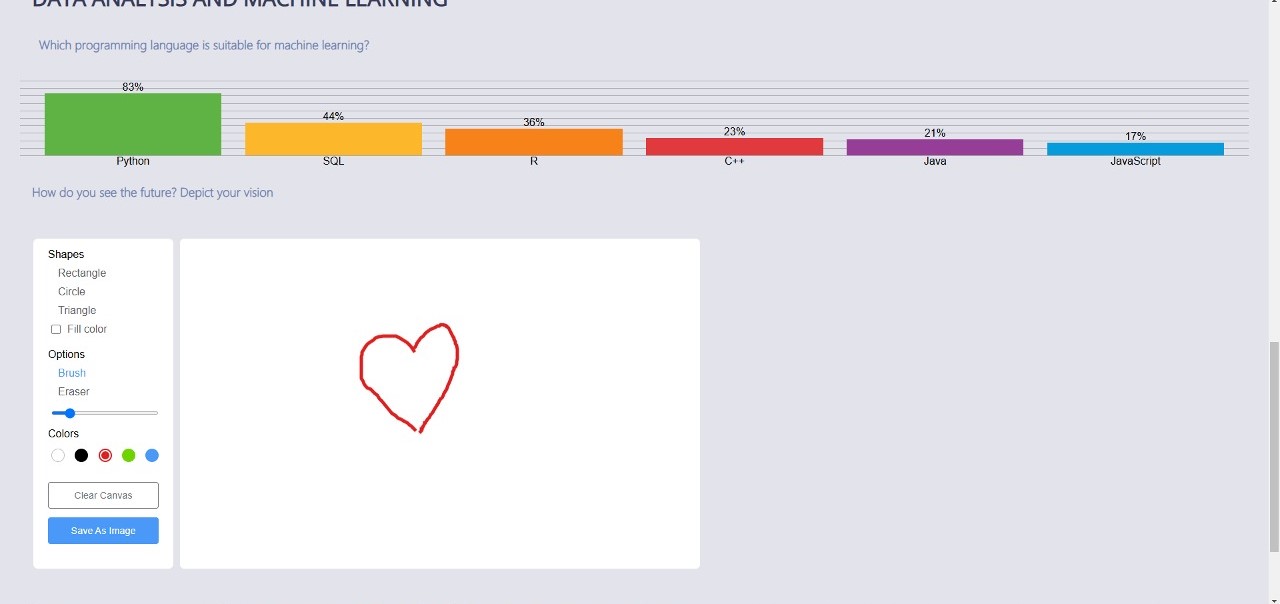 DATA ANALYSIS AND MACHINE LEARNING
Which programming language is suitable for machine learning?
83%
44%
36%
23%
21%
17%
Python
SQL
R
C++
Java
JavaScript
How do you see the future? Depict your vision
Shapes
Rectangle
Circle
Triangle
Fill color
Options
Brush
Eraser
Colors
Clear Canvas
Save As Image